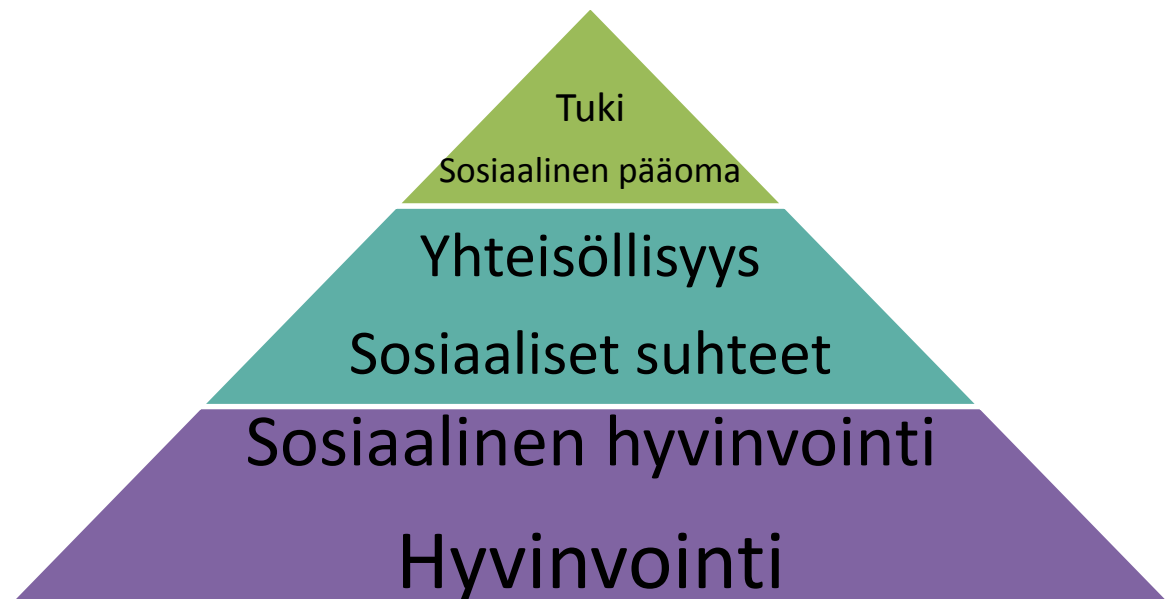 Tuki
Sosiaalinen pääoma
Yhteisöllisyys
Sosiaaliset suhteet
Sosiaalinen hyvinvointi
Hyvinvointi